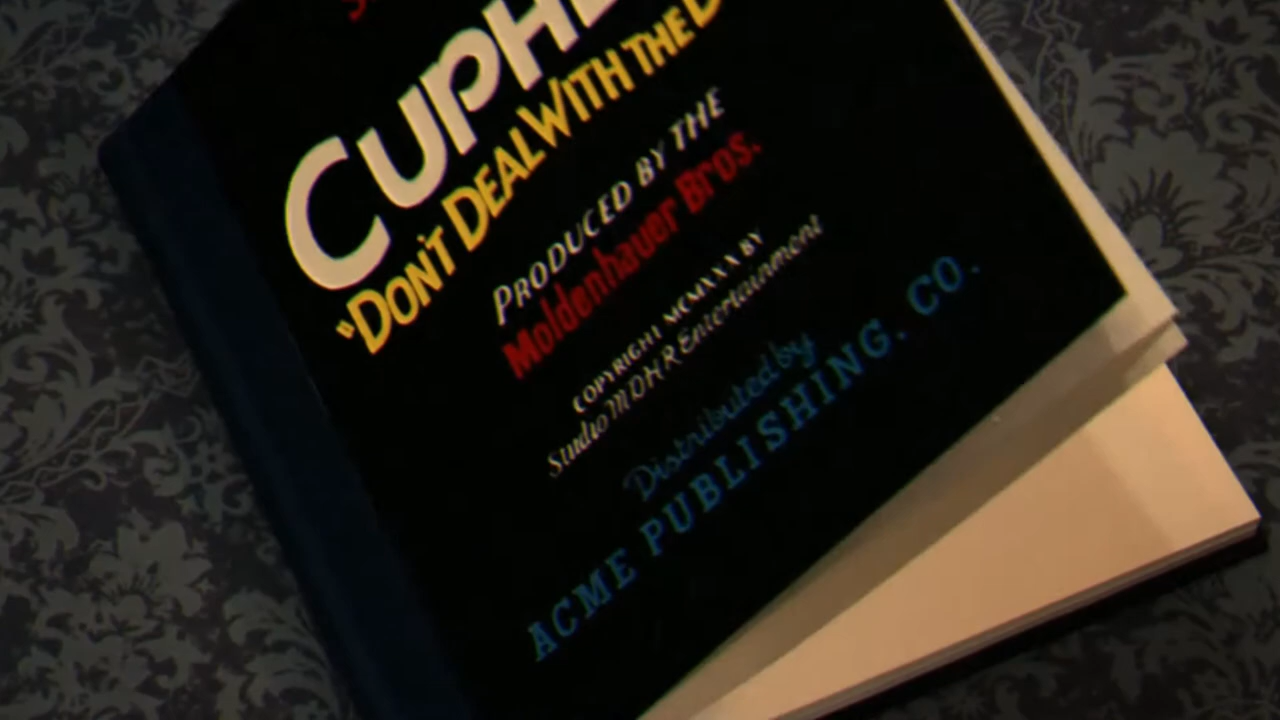 CUPHE
"DON'T DEAL WITH THE D
PRODUCED BY THE
Moldenhauer Bros.
COPYRIGHT MCMXXX BY
Studio MDHR Entertainment
Distributed by
ACME PUBLISHING. CO.